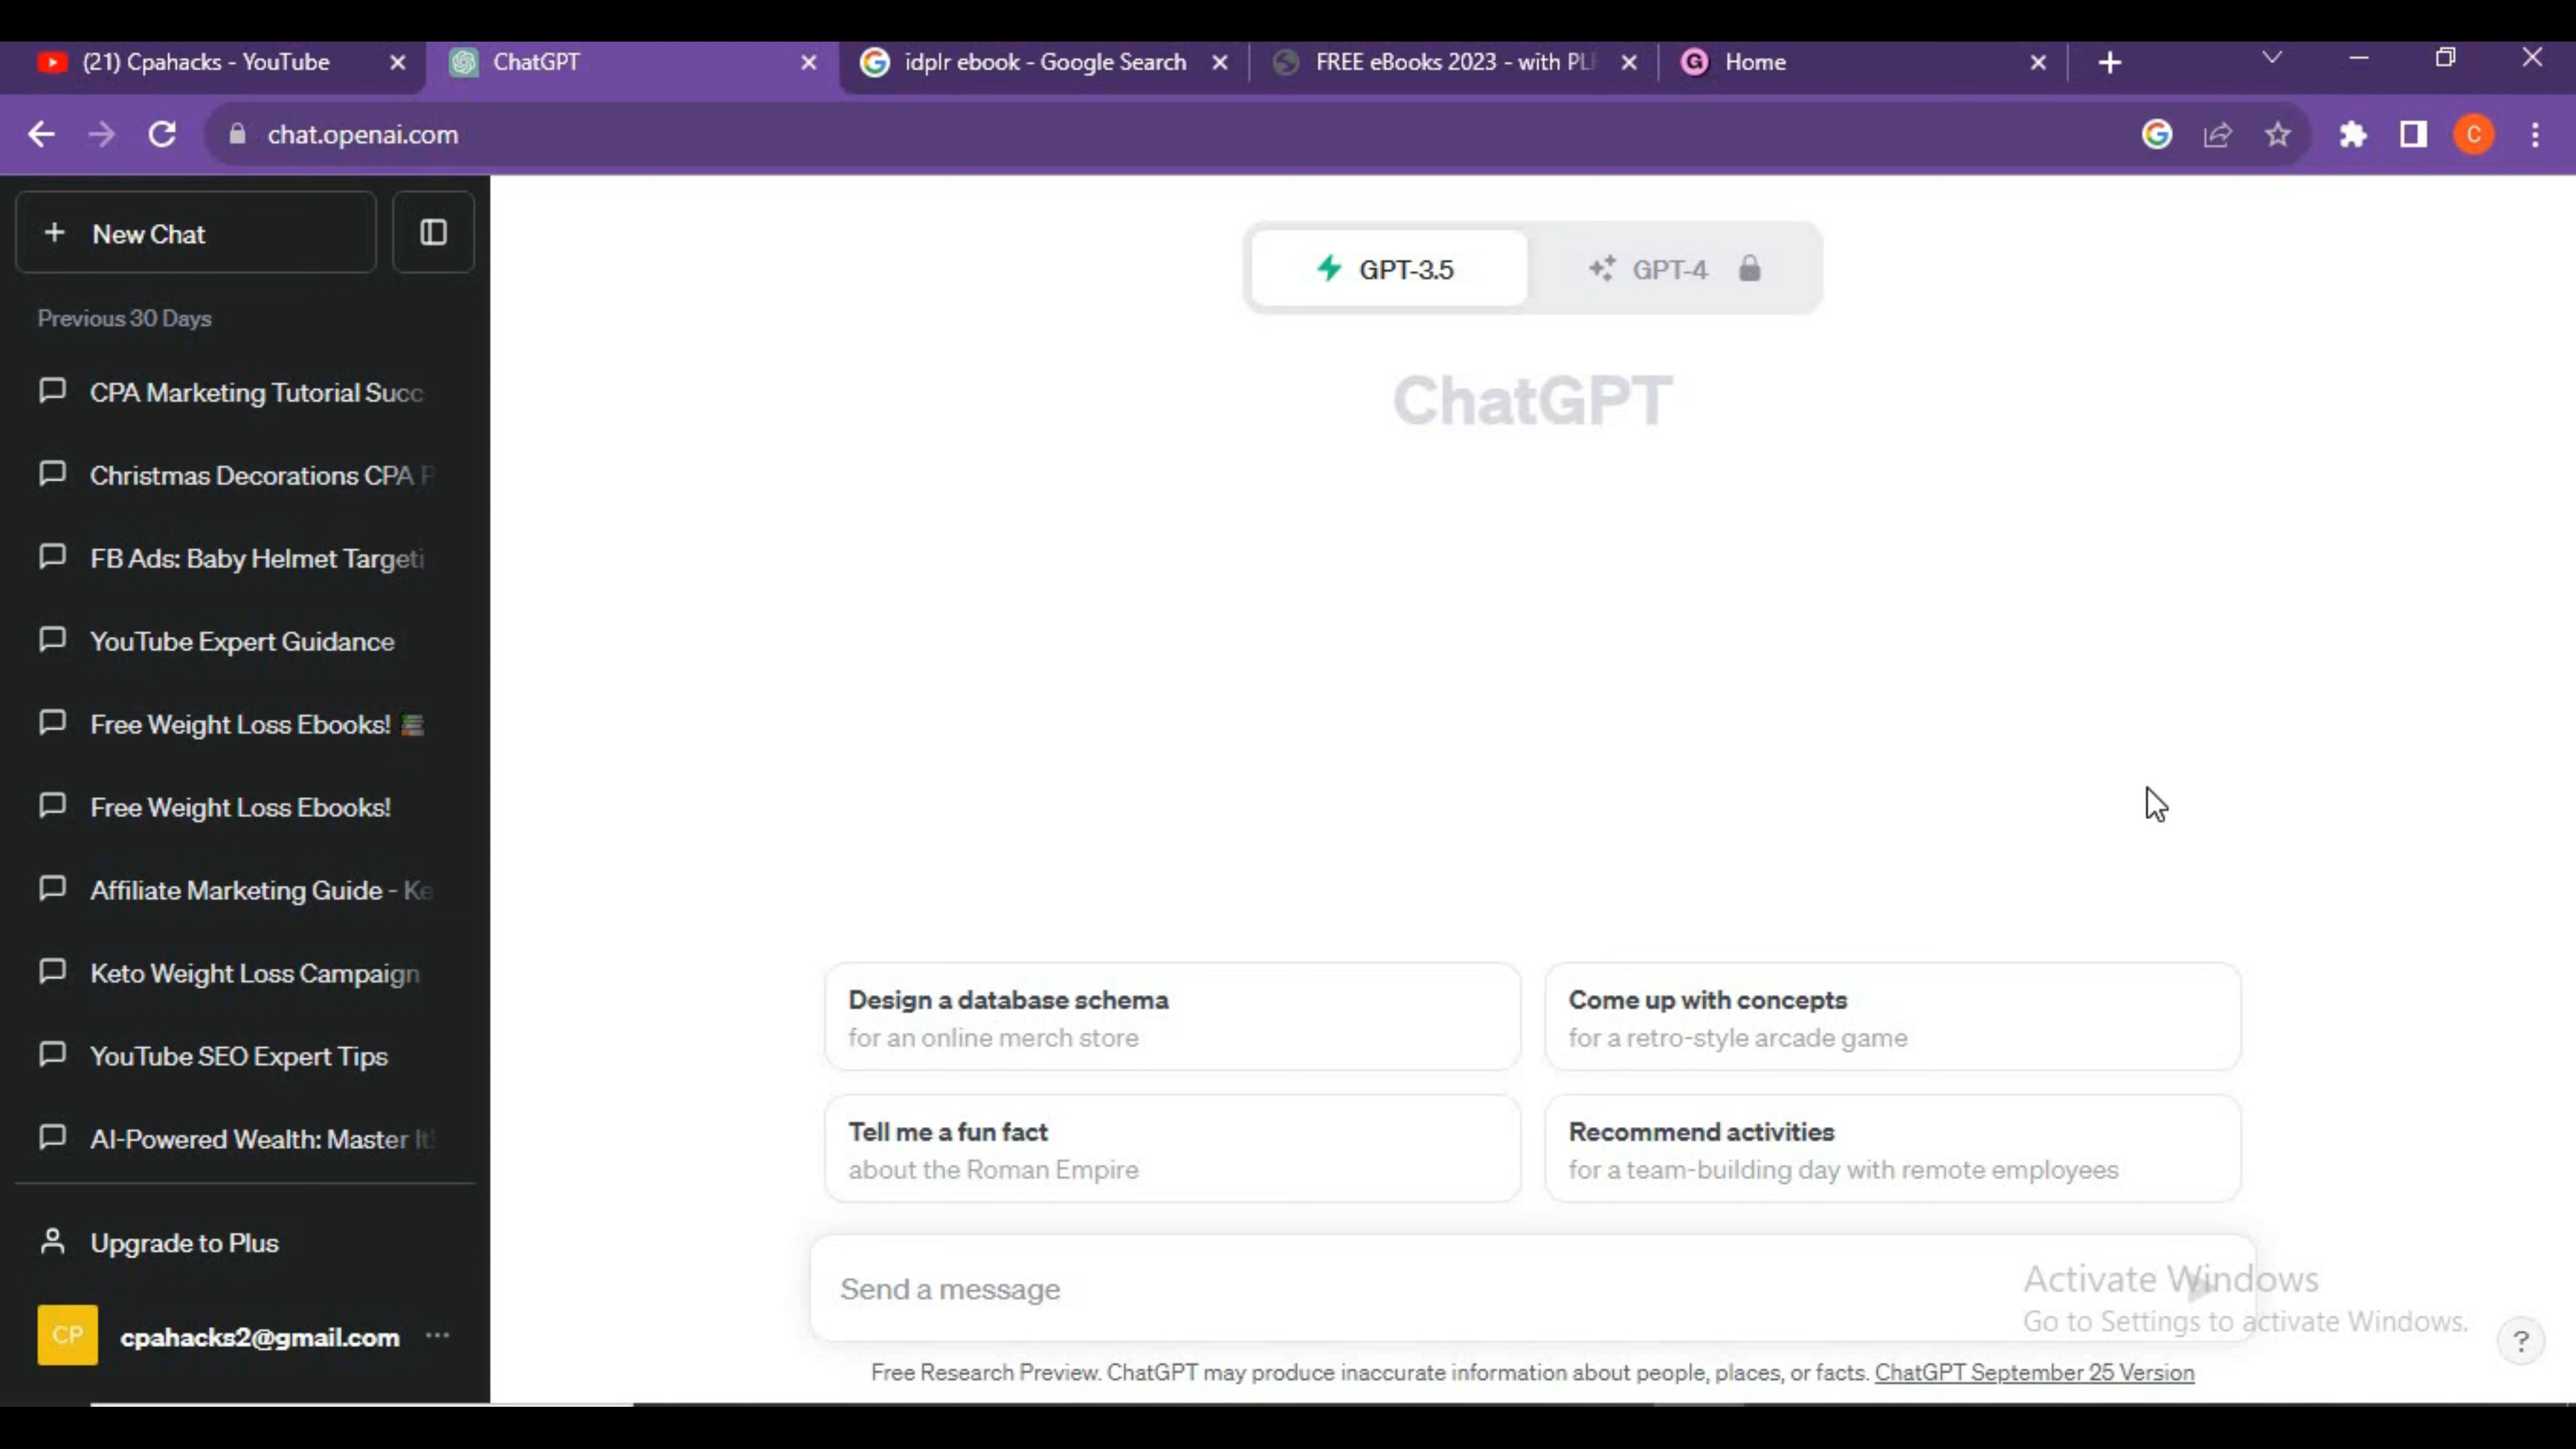 (21) Cpahacks - YouTube
ChatGPT
idplr ebook - Google Search
FREE eBooks 2023 - with PL
Home
chat.openai.com
C
New Chat
Previous 30 Days
CPA Marketing Tutorial Succ
Christmas Decorations CPA P
FB Ads: Baby Helmet Targeti
YouTube Expert Guidance
Free Weight Loss Ebooks!
Free Weight Loss Ebooks!
Affiliate Marketing Guide - Ke
Keto Weight Loss Campaign
YouTube SEO Expert Tips
AI-Powered Wealth: Master It!
Upgrade to Plus
CP
cpahacks2@gmail.com
GPT-3.5
GPT-4
ChatGPT
Design a database schema
for an online merch store
Come up with concepts
for a retro-style arcade game
Tell me a fun fact
about the Roman Empire
Recommend activities
for a team-building day with remote employees
Send a message
Activate Windows
Go to Settings to activate Windows.
?
Free Research Preview. ChatGPT may produce inaccurate information about people, places, or facts. ChatGPT September 25 Version